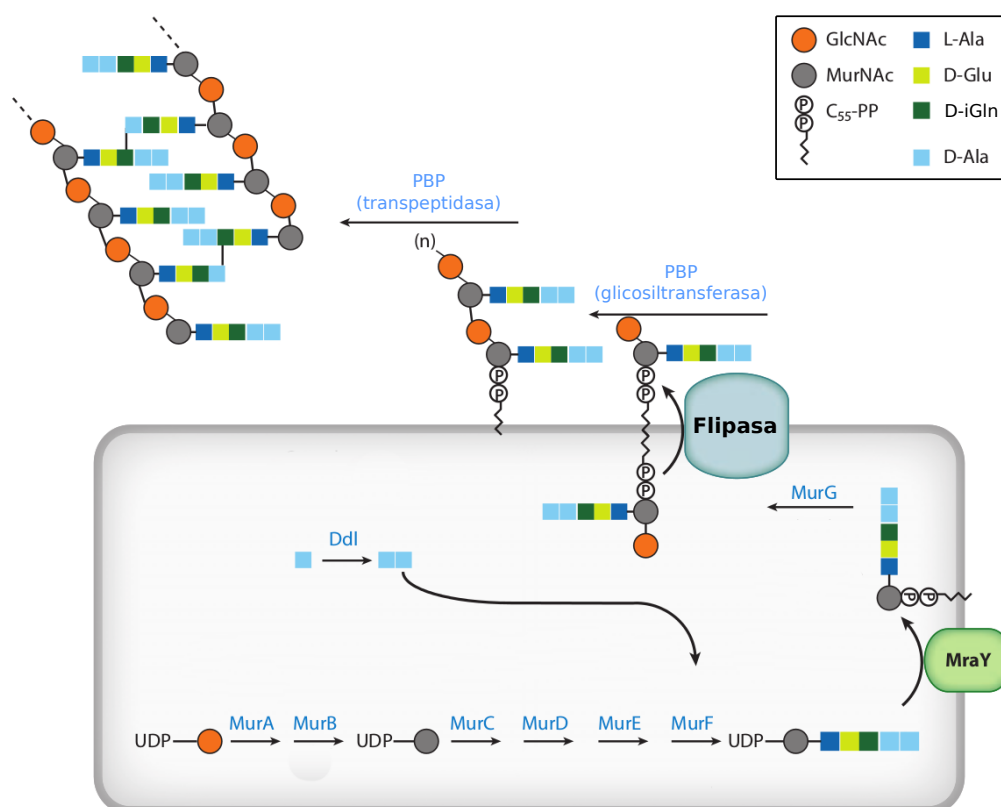 GlcNAc
MurNAc
P
P
C₅₅-PP
L-Ala
D-Glu
D-iGln
D-Ala
PBP
(transpeptidasa)
(n)
PBP
(glicosiltransferasa)
P
P
P
P
Flipasa
P
P
MurG
Ddl
P P
MraY
UDP
MurA
MurB
UDP
MurC
MurD
MurE
MurF
UDP